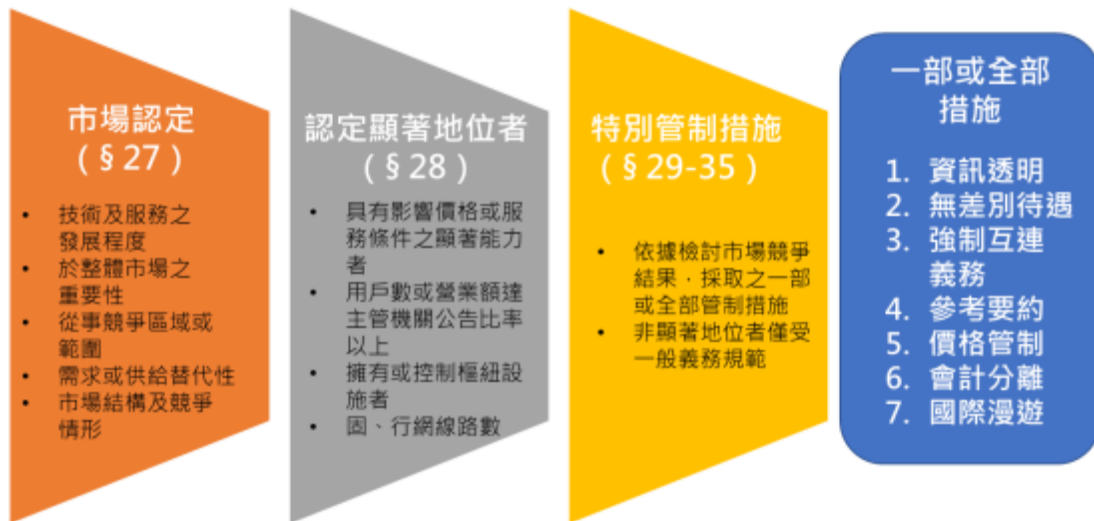 市場認定
(§27)
• 技術及服務之
發展程度
• 於整體市場之
重要性
• 從事競爭區域或
範圍
• 需求或供給替代性
• 市場結構及競爭
情形
認定顯著地位者
(§28)
• 具有影響價格或服
務條件之顯著能力
者
• 用戶數或營業額達
主管機關公告比率
以上
• 擁有或控制樞紐設
施者
• 固、行網線路數
特別管制措施
(§29-35)
• 依據檢討市場競爭
結果，採取之一部
或全部管制措施
• 非顯著地位者僅受
一般義務規範
一部或全部
措施
1. 資訊透明
2. 無差別待遇
3. 強制互連
義務
4. 參考要約
5. 價格管制
6. 會計分離
7. 國際漫遊